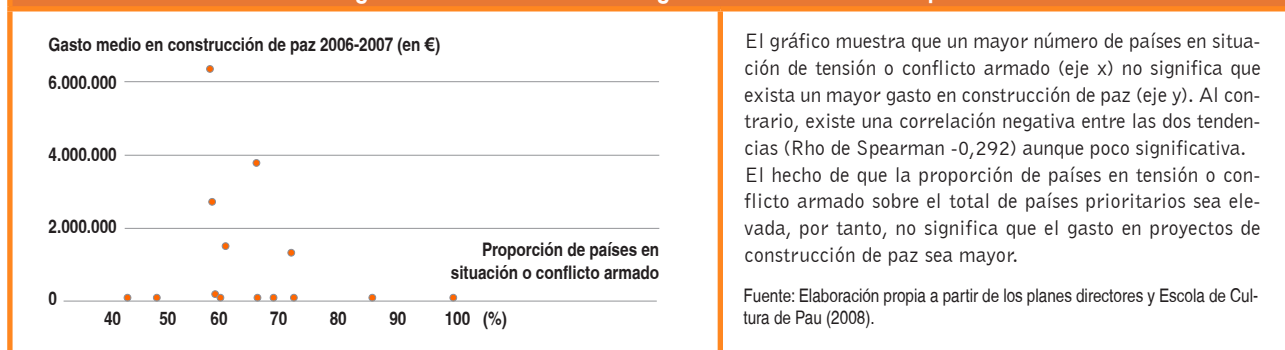 Gasto medio en construcción de paz 2006-2007 (en €)
6.000.000
4.000.000
2.000.000
Proporción de países en
situación o conflicto armado
0
40 50 60 70 80 90 100 (%)
El gráfico muestra que un mayor número de países en situa-
ción de tensión o conflicto armado (eje x) no significa que
exista un mayor gasto en construcción de paz (eje y). Al con-
trario, existe una correlación negativa entre las dos tenden-
cias (Rho de Spearman -0,292) aunque poco significativa.
El hecho de que la proporción de países en tensión o con-
flicto armado sobre el total de países prioritarios sea ele-
vada, por tanto, no significa que el gasto en proyectos de
construcción de paz sea mayor.
Fuente: Elaboración propia a partir de los planes directores y Escola de Cul-
tura de Pau (2008).